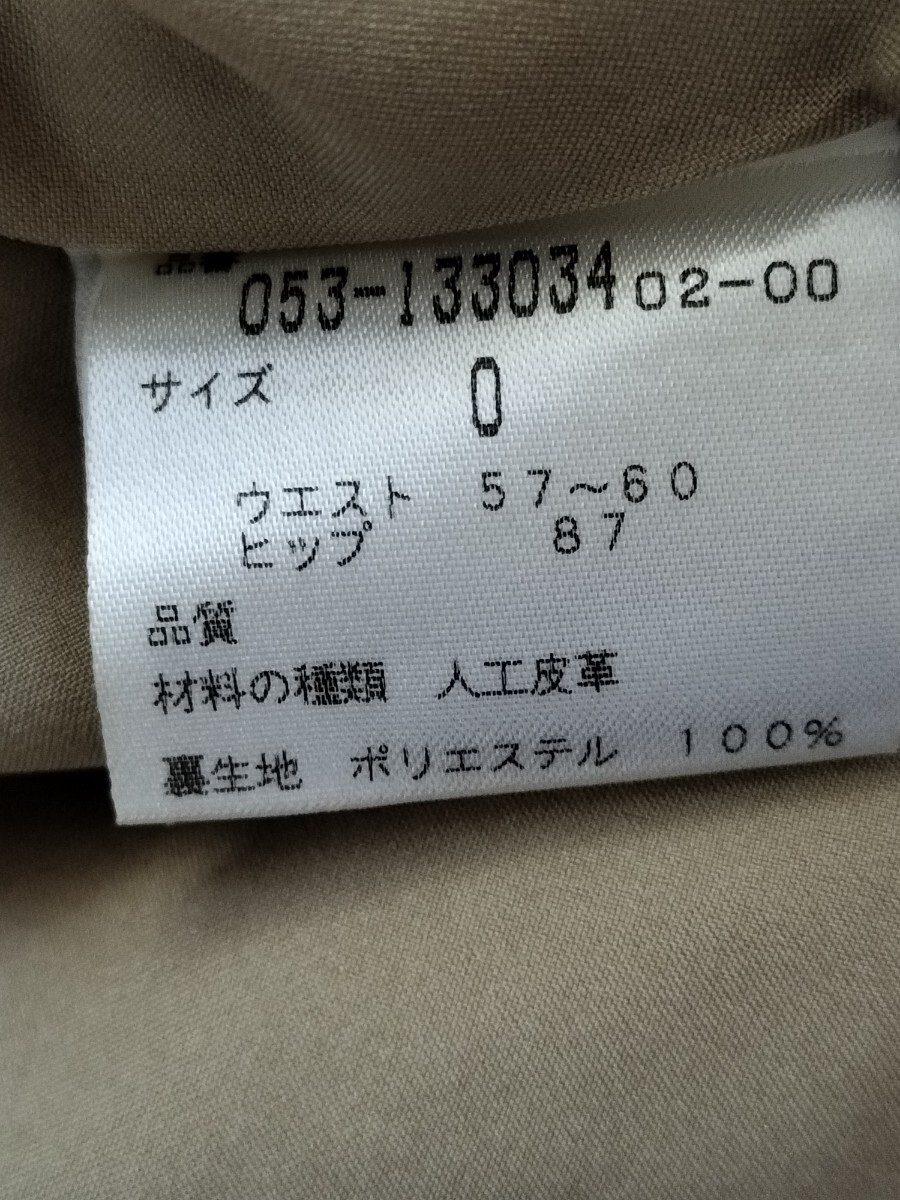 品番
053-133034 02-00
サイズ 0
ウエスト 57～60
ヒップ 87
品質
材料の種類 人工皮革
裏生地 ポリエステル 100%